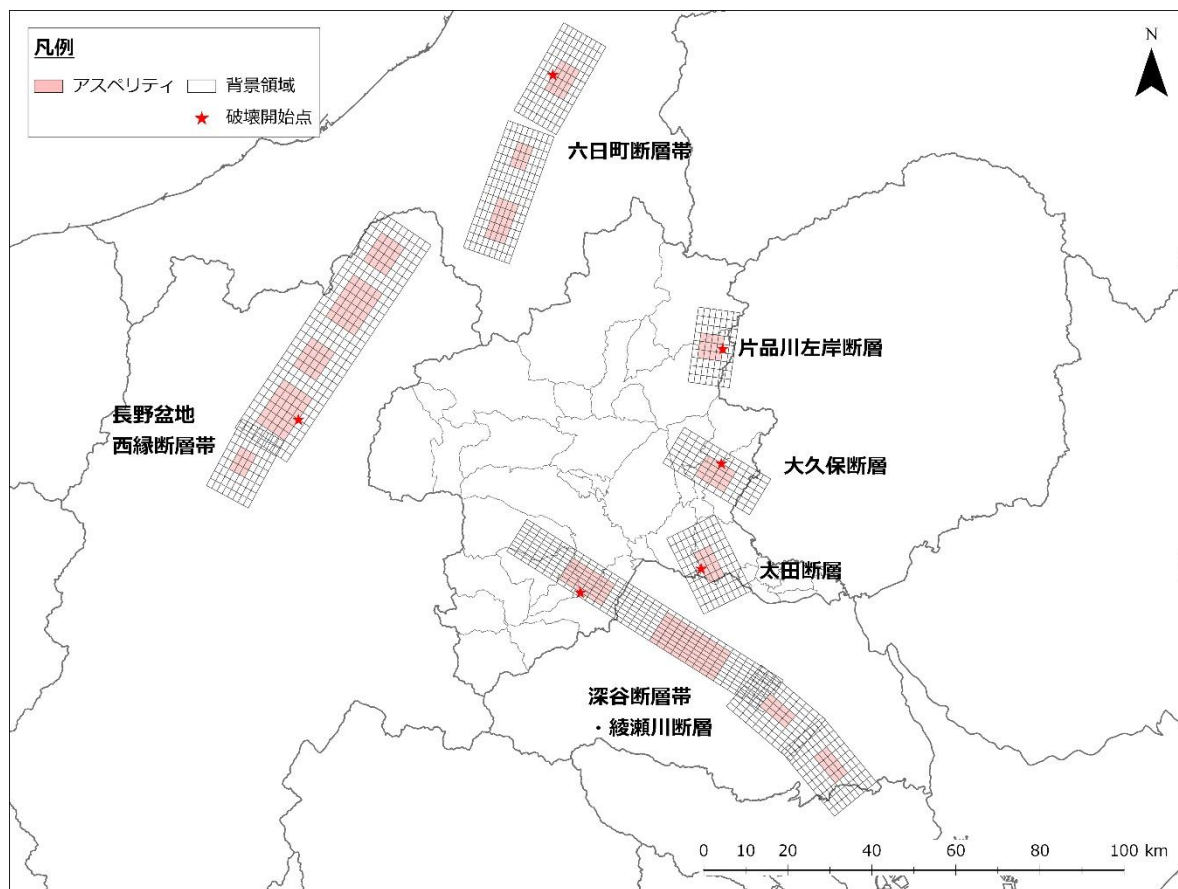 凡例
アスペリティ 背景領域
破壊開始点
N
六日町断層帯
片品川左岸断層
長野盆地
西縁断層帯
大久保断層
太田断層
深谷断層帯
・綾瀬川断層
0 10 20 40 60 80 100 km